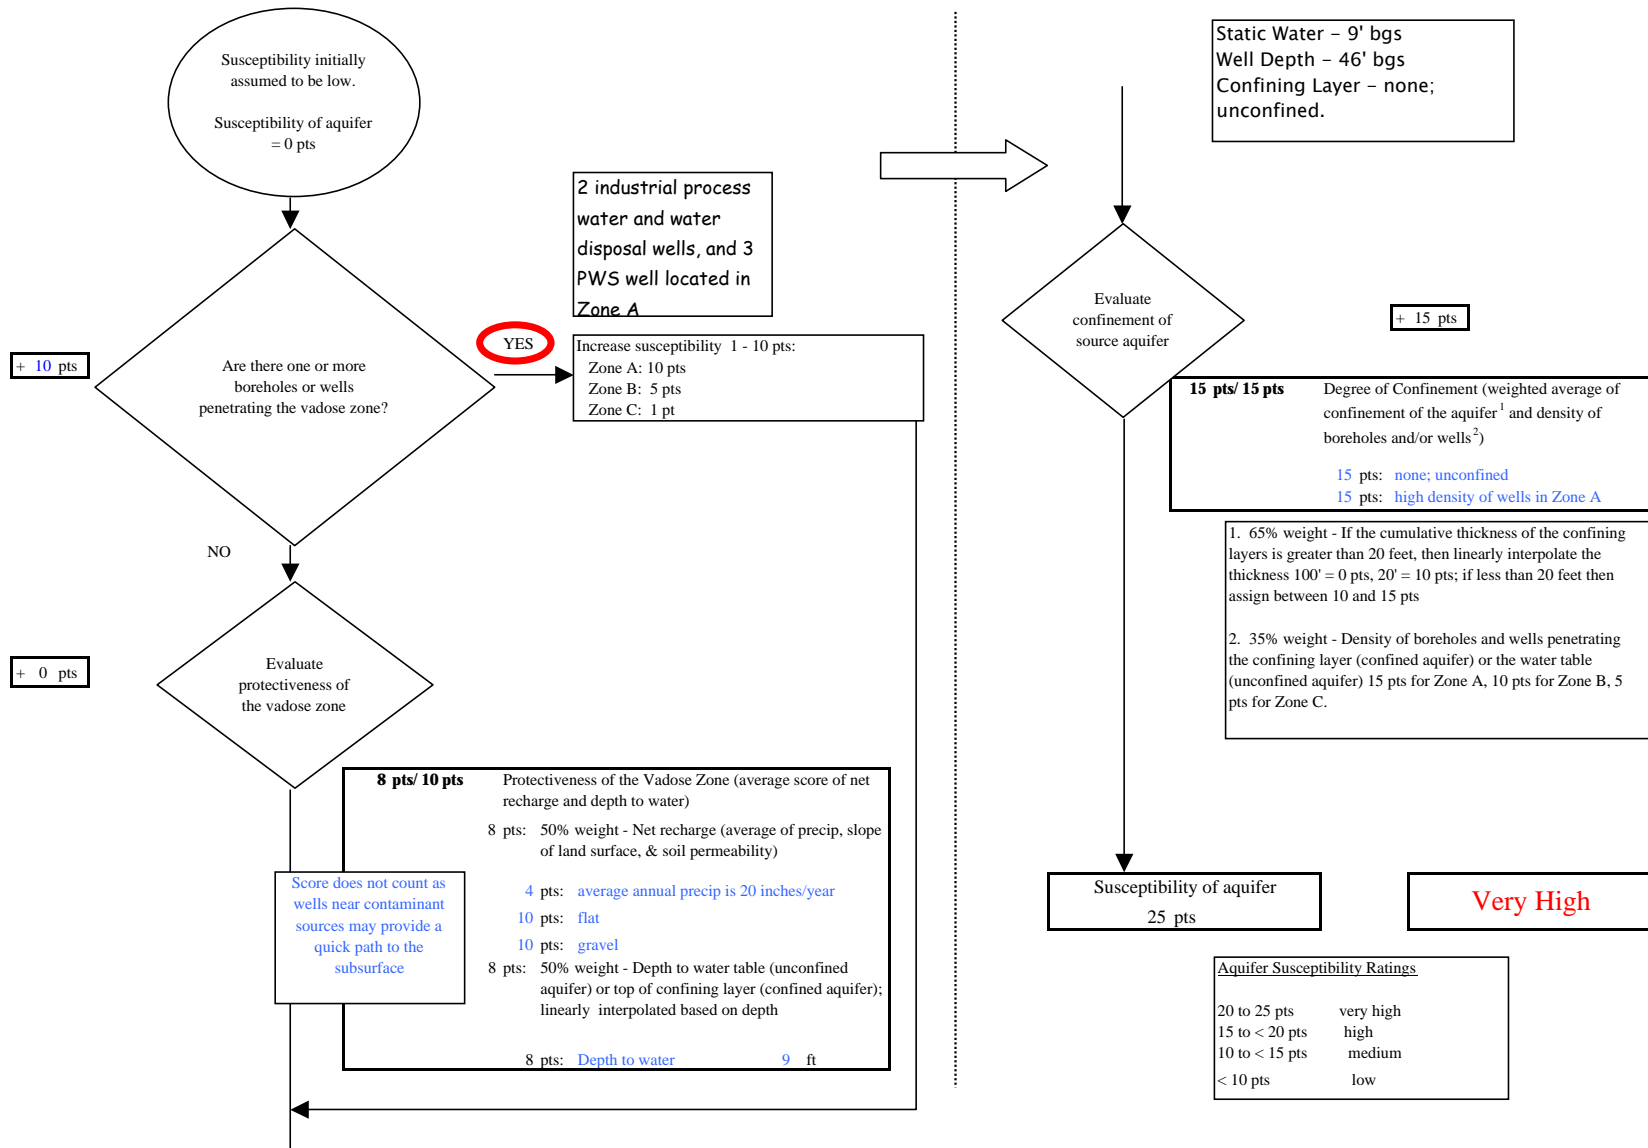 Susceptibility initially
assumed to be low.
Susceptibility of aquifer
= 0 pts
2 industrial process
water and water
disposal wells, and 3
PWS well located in
Zone A
+ 10 pts
Are there one or more
boreholes or wells
penetrating the vadose zone?
YES
Increase susceptibility 1 - 10 pts:
Zone A: 10 pts
Zone B: 5 pts
Zone C: 1 pt
NO
+ 0 pts
Evaluate
protectiveness of
the vadose zone
8 pts/ 10 pts Protectiveness of the Vadose Zone (average score of net
recharge and depth to water)
8 pts: 50% weight - Net recharge (average of precip, slope
of land surface, & soil permeability)
4 pts: average annual precip is 20 inches/year
10 pts: flat
10 pts: gravel
8 pts: 50% weight - Depth to water table (unconfined
aquifer) or top of confining layer (confined aquifer);
linearly interpolated based on depth
8 pts: Depth to water 9 ft
Score does not count as
wells near contaminant
sources may provide a
quick path to the
subsurface
Static Water – 9' bgs
Well Depth – 46' bgs
Confining Layer – none;
unconfined.
Evaluate
confinement of
source aquifer
+ 15 pts
15 pts/ 15 pts Degree of Confinement (weighted average of
confinement of the aquifer1 and density of
boreholes and/or wells2)
15 pts: none; unconfined
15 pts: high density of wells in Zone A
1. 65% weight - If the cumulative thickness of the confining
layers is greater than 20 feet, then linearly interpolate the
thickness 100' = 0 pts, 20' = 10 pts; if less than 20 feet then
assign between 10 and 15 pts
2. 35% weight - Density of boreholes and wells penetrating
the confining layer (confined aquifer) or the water table
(unconfined aquifer) 15 pts for Zone A, 10 pts for Zone B, 5
pts for Zone C.
Susceptibility of aquifer
25 pts
Very High
Aquifer Susceptibility Ratings
20 to 25 pts very high
15 to < 20 pts high
10 to < 15 pts medium
< 10 pts low